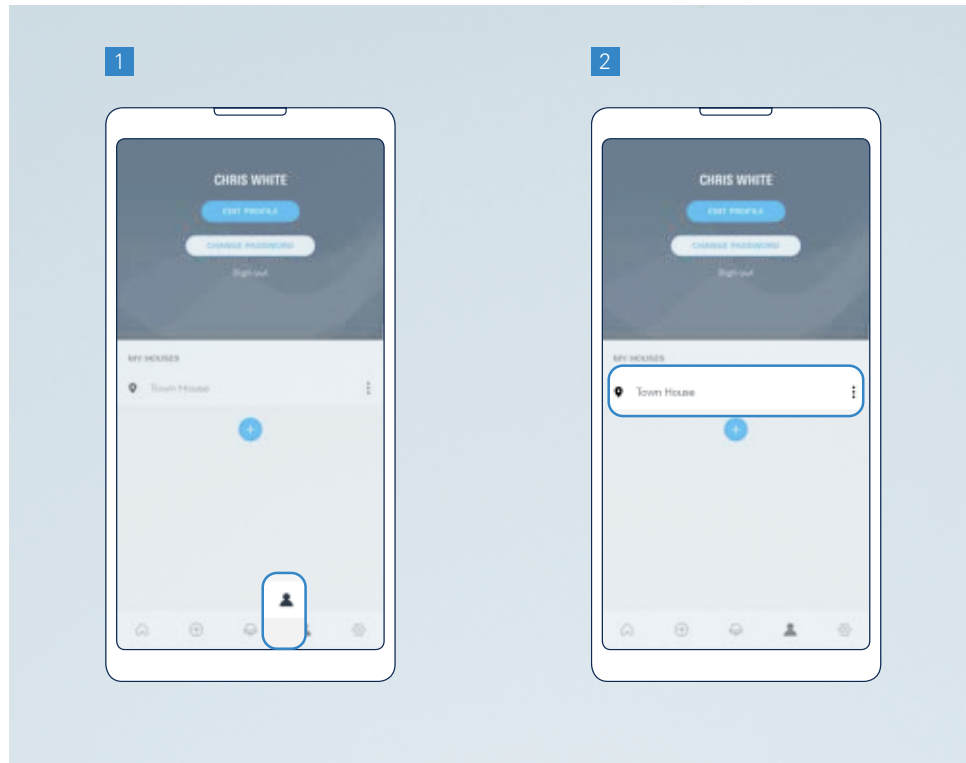 1
CHRIS WHITE
EDIT PROFILE
CHANGE PASSWORD
Sign out
MY HOUSES
Town House
2
CHRIS WHITE
EDIT PROFILE
CHANGE PASSWORD
Sign out
MY HOUSES
Town House